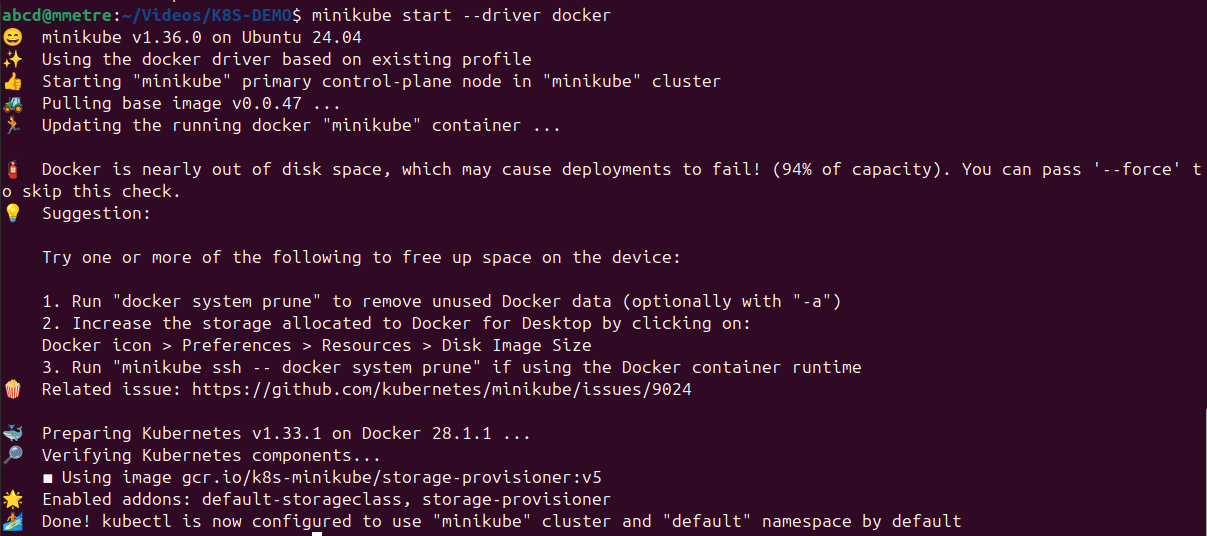 abcd@mmetre:~/Videos/K8S-DEMO$ minikube start --driver docker
😄 minikube v1.36.0 on Ubuntu 24.04
✨ Using the docker driver based on existing profile
👍 Starting "minikube" primary control-plane node in "minikube" cluster
🚜 Pulling base image v0.0.47 ...
🏃 Updating the running docker "minikube" container ...
🧯 Docker is nearly out of disk space, which may cause deployments to fail! (94% of capacity). You can pass '--force' t
o skip this check.
💡 Suggestion:
Try one or more of the following to free up space on the device:
1. Run "docker system prune" to remove unused Docker data (optionally with "-a")
2. Increase the storage allocated to Docker for Desktop by clicking on:
Docker icon > Preferences > Resources > Disk Image Size
3. Run "minikube ssh -- docker system prune" if using the Docker container runtime
🍿 Related issue: https://github.com/kubernetes/minikube/issues/9024
🐳 Preparing Kubernetes v1.33.1 on Docker 28.1.1 ...
🔎 Verifying Kubernetes components...
▪ Using image gcr.io/k8s-minikube/storage-provisioner:v5
🌟 Enabled addons: default-storageclass, storage-provisioner
🏄 Done! kubectl is now configured to use "minikube" cluster and "default" namespace by default